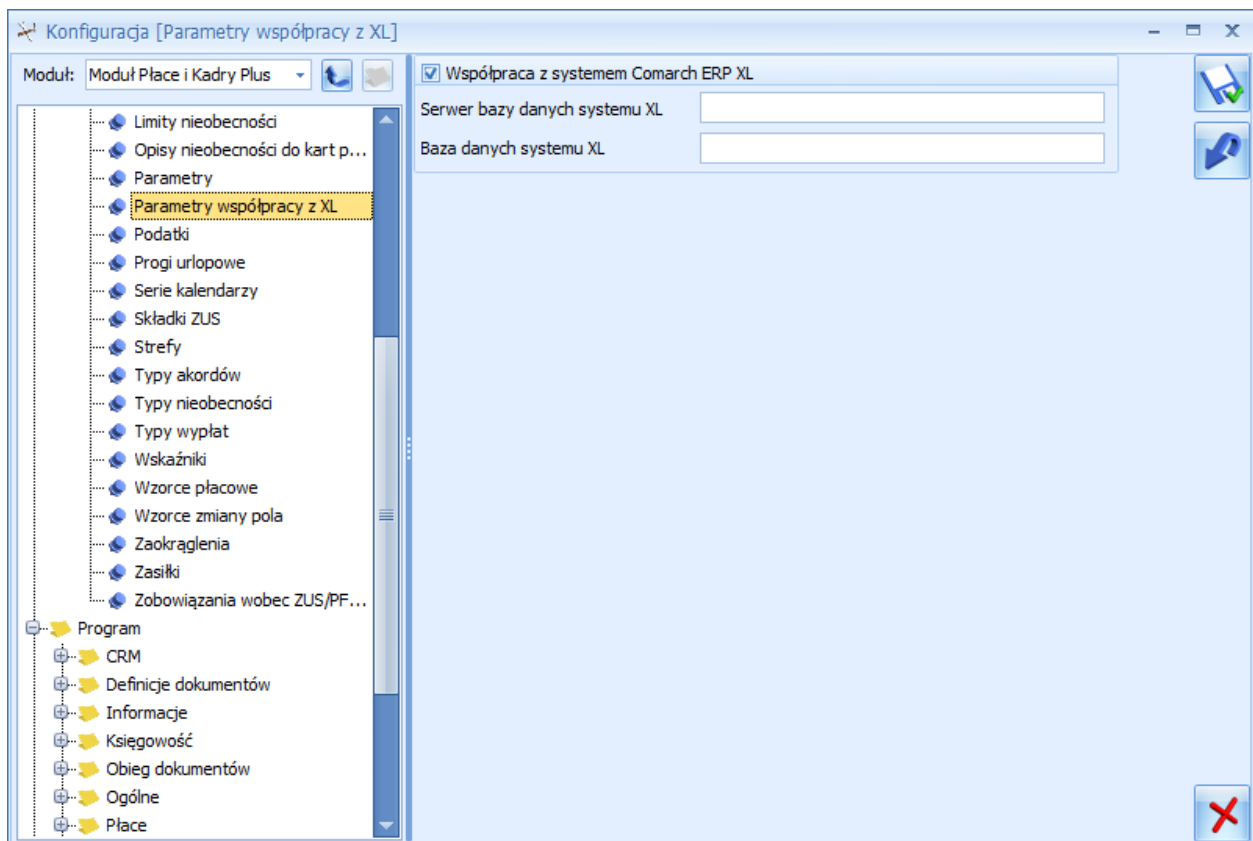 Konfiguracja [Parametry współpracy z XL]
Moduł: Moduł Płace i Kadry Plus
Limity nieobecności
Opisy nieobecności do kart p...
Parametry
Parametry współpracy z XL
Podatki
Progi urlopowe
Serie kalendarzy
Składki ZUS
Strefy
Typy akordów
Typy nieobecności
Typy wypłat
Wskaźniki
Wzorce płacowe
Wzorce zmiany pola
Zaokrąglenia
Zasiłki
Zobowiązania wobec ZUS/PF...
Program
CRM
Definicje dokumentów
Informacje
Księgowość
Obieg dokumentów
Ogólne
Płace
Współpraca z systemem Comarch ERP XL
Serwer bazy danych systemu XL
Baza danych systemu XL